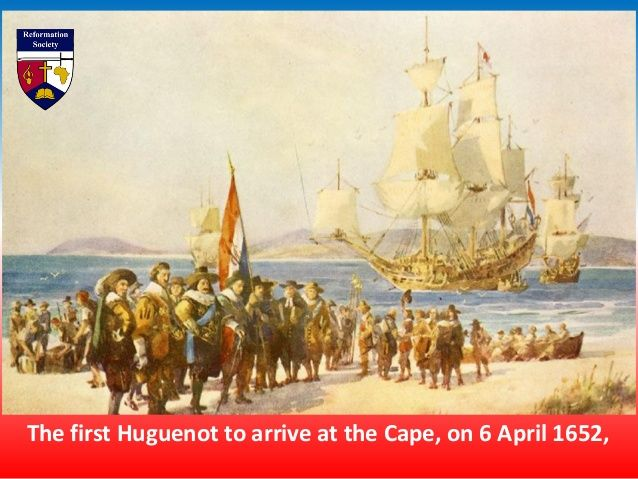 Reformation
Society
The first Huguenot to arrive at the Cape, on 6 April 1652,